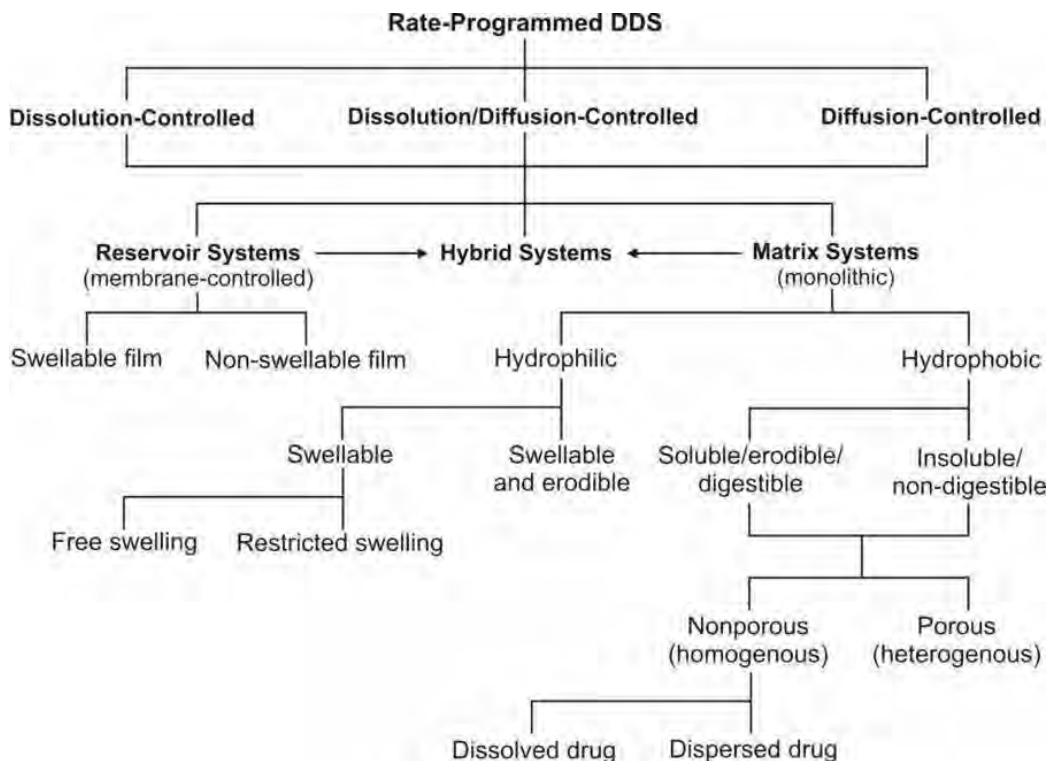 Rate-Programmed DDS
Dissolution-Controlled
Dissolution/Diffusion-Controlled
Diffusion-Controlled
Reservoir Systems
(membrane-controlled)
Hybrid Systems
Matrix Systems
(monolithic)
Swellable film
Non-swellable film
Hydrophilic
Hydrophobic
Swellable
Swellable
and erodible
Soluble/erodible/
digestible
Insoluble/
non-digestible
Free swelling
Restricted swelling
Nonporous
(homogenous)
Porous
(heterogenous)
Dissolved drug
Dispersed drug